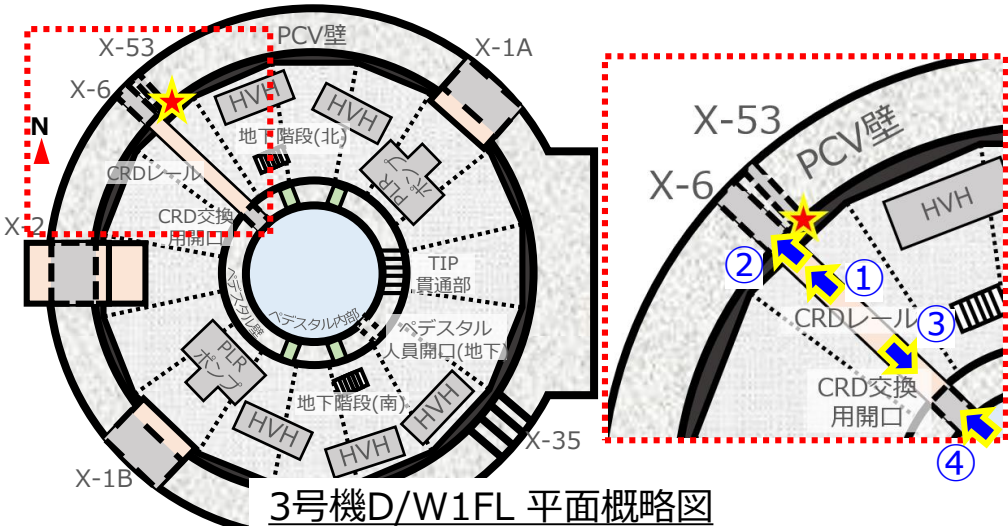 PCV壁
X-53
X-1A
X-6
HVH
HVH
N
地下階段(北)
PLR
ポンプ
CRDレール
X-2
CRD交換
用開口
TIP
貫通部
ペデスタル壁
ペデスタル内部
ペデスタル
人員開口(地下)
PLR
ポンプ
地下階段(南)
HVH
HVH
HVH
X-35
X-1B
3号機D/W1FL 平面概略図
X-53
PCV壁
X-6
HVH
②
①
CRDレール
③
CRD交換
用開口
④